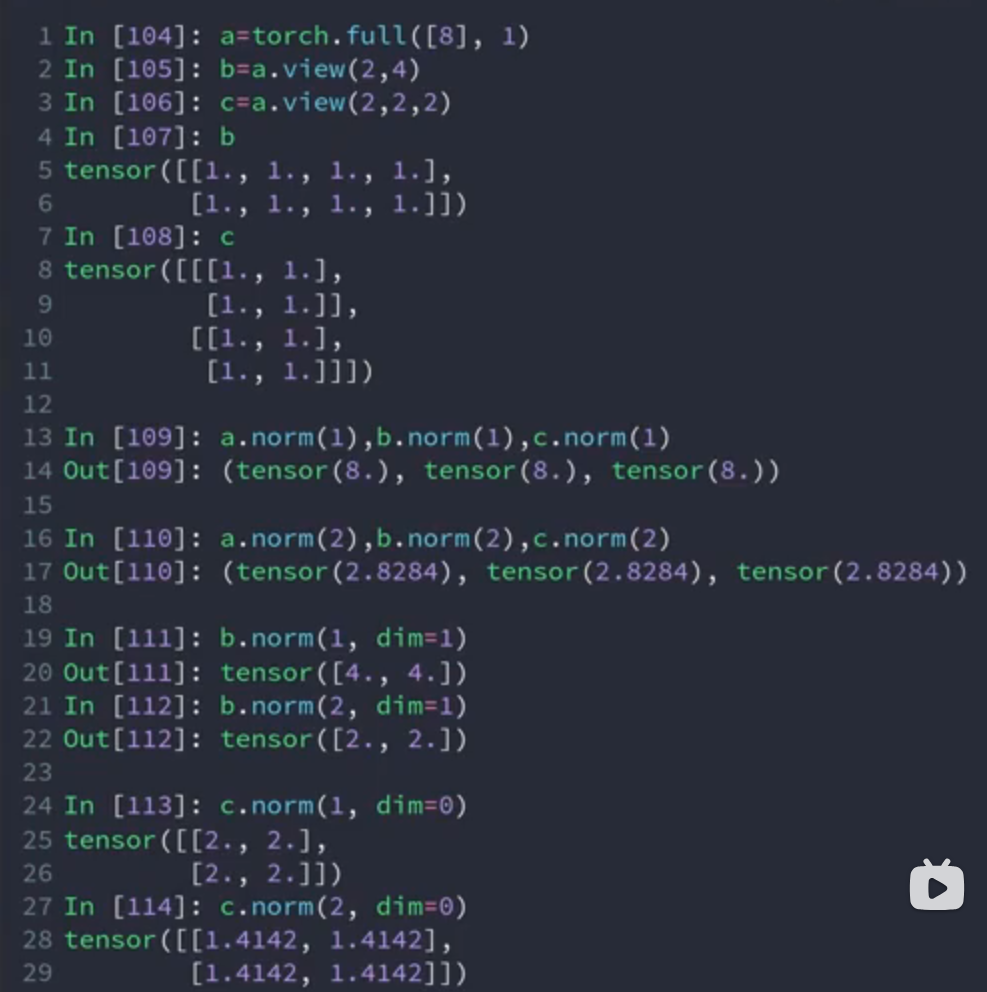 1 In [104]: a=torch.full([8], 1)
2 In [105]: b=a.view(2,4)
3 In [106]: c=a.view(2,2,2)
4 In [107]: b
5 tensor([[1., 1., 1., 1.],
6         [1., 1., 1., 1.]])
7 In [108]: c
8 tensor([[[1., 1.],
9          [1., 1.]],
10         [[1., 1.],
11          [1., 1.]]])
12
13 In [109]: a.norm(1),b.norm(1),c.norm(1)
14 Out[109]: (tensor(8.), tensor(8.), tensor(8.))
15
16 In [110]: a.norm(2),b.norm(2),c.norm(2)
17 Out[110]: (tensor(2.8284), tensor(2.8284), tensor(2.8284))
18
19 In [111]: b.norm(1, dim=1)
20 Out[111]: tensor([4., 4.])
21 In [112]: b.norm(2, dim=1)
22 Out[112]: tensor([2., 2.])
23
24 In [113]: c.norm(1, dim=0)
25 tensor([[2., 2.],
26         [2., 2.]])
27 In [114]: c.norm(2, dim=0)
28 tensor([[1.4142, 1.4142],
29         [1.4142, 1.4142]])